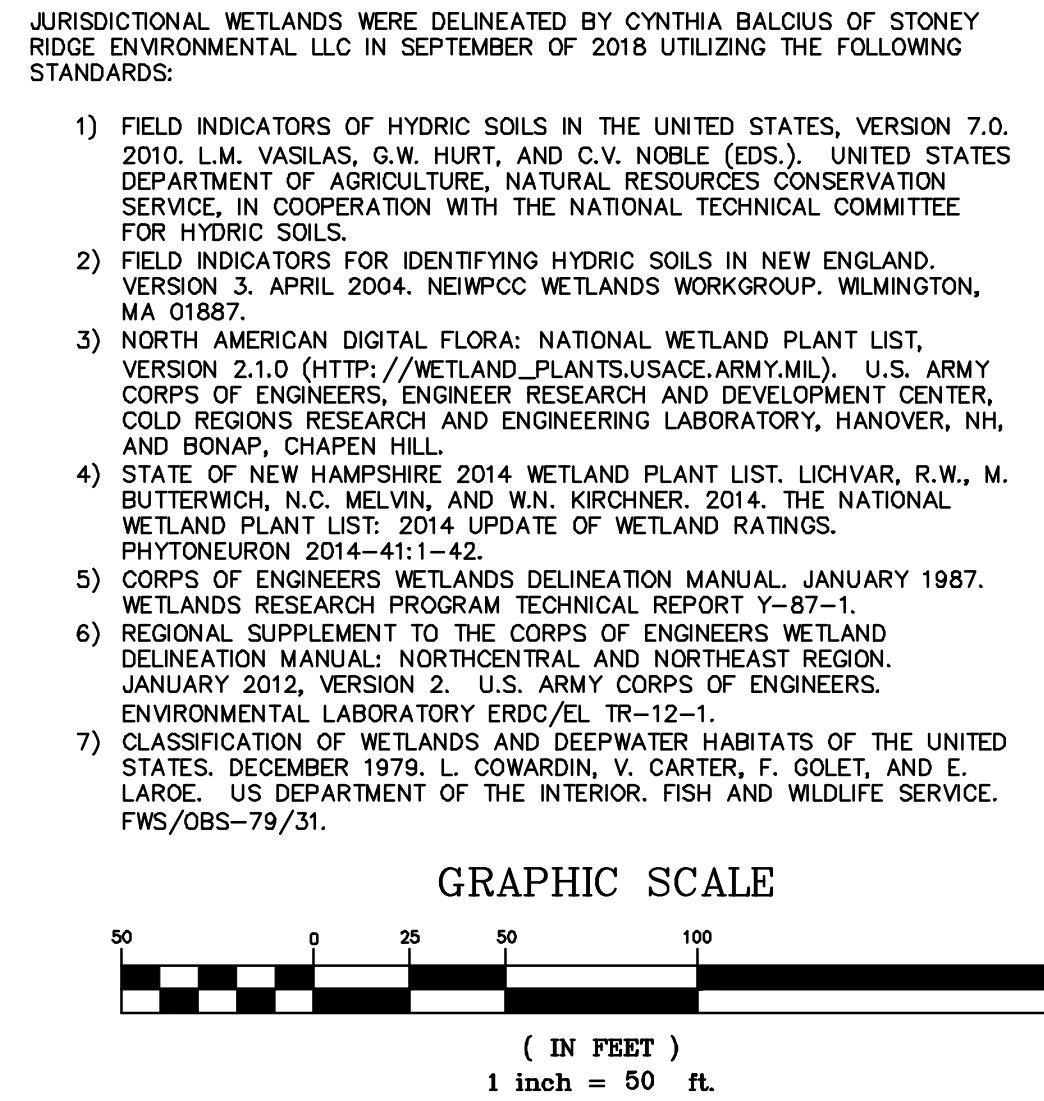 JURISDICTIONAL WETLANDS WERE DELINEATED BY CYNTHIA BALCIUS OF STONEY
RIDGE ENVIRONMENTAL LLC IN SEPTEMBER OF 2018 UTILIZING THE FOLLOWING
STANDARDS:
1) FIELD INDICATORS OF HYDRIC SOILS IN THE UNITED STATES, VERSION 7.0.
2010. L.M. VASILAS, G.W. HURT, AND C.V. NOBLE (EDS.). UNITED STATES
DEPARTMENT OF AGRICULTURE, NATURAL RESOURCES CONSERVATION
SERVICE, IN COOPERATION WITH THE NATIONAL TECHNICAL COMMITTEE
FOR HYDRIC SOILS.
2) FIELD INDICATORS FOR IDENTIFYING HYDRIC SOILS IN NEW ENGLAND.
VERSION 3. APRIL 2004. NEIWPCC WETLANDS WORKGROUP. WILMINGTON,
MA 01887.
3) NORTH AMERICAN DIGITAL FLORA: NATIONAL WETLAND PLANT LIST,
VERSION 2.1.0 (HTTP: //WETLAND_PLANTS.USACE.ARMY.MIL). U.S. ARMY
CORPS OF ENGINEERS, ENGINEER RESEARCH AND DEVELOPMENT CENTER,
COLD REGIONS RESEARCH AND ENGINEERING LABORATORY, HANOVER, NH,
AND BONAP, CHAPEN HILL.
4) STATE OF NEW HAMPSHIRE 2014 WETLAND PLANT LIST. LICHVAR, R.W., M.
BUTTERWICH, N.C. MELVIN, AND W.N. KIRCHNER. 2014. THE NATIONAL
WETLAND PLANT LIST: 2014 UPDATE OF WETLAND RATINGS.
PHYTONEURON 2014-41:1-42.
5) CORPS OF ENGINEERS WETLANDS DELINEATION MANUAL. JANUARY 1987.
WETLANDS RESEARCH PROGRAM TECHNICAL REPORT Y-87-1.
6) REGIONAL SUPPLEMENT TO THE CORPS OF ENGINEERS WETLAND
DELINEATION MANUAL: NORTHCENTRAL AND NORTHEAST REGION.
JANUARY 2012, VERSION 2. U.S. ARMY CORPS OF ENGINEERS.
ENVIRONMENTAL LABORATORY ERDC/EL TR-12-1.
7) CLASSIFICATION OF WETLANDS AND DEEPWATER HABITATS OF THE UNITED
STATES. DECEMBER 1979. L. COWARDIN, V. CARTER, F. GOLET, AND E.
LAROE. US DEPARTMENT OF THE INTERIOR. FISH AND WILDLIFE SERVICE.
FWS/OBS-79/31.
GRAPHIC SCALE
50 0 25 50 100
( IN FEET )
1 inch = 50 ft.